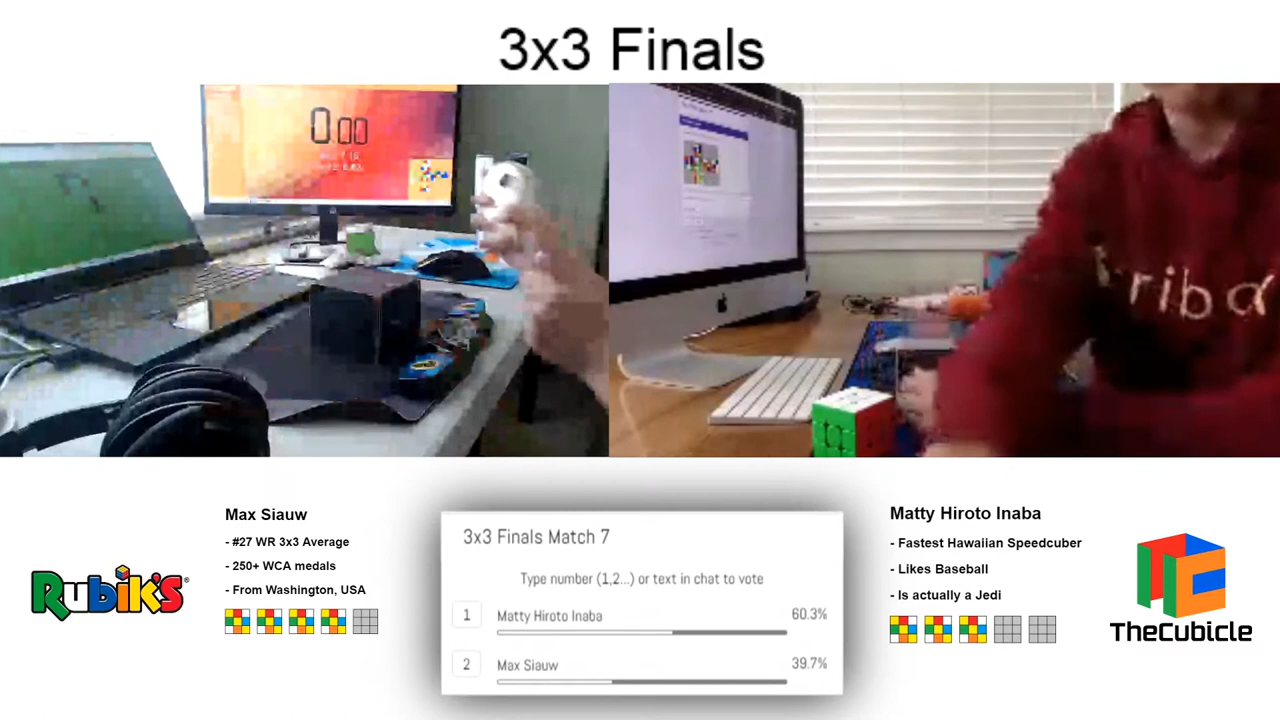 3x3 Finals
0.00
riba
Max Siauw
- #27 WR 3x3 Average
- 250+ WCA medals
- From Washington, USA
Rubik's®
3x3 Finals Match 7
Type number (1,2...) or text in chat to vote
1 Matty Hiroto Inaba 60.3%
2 Max Siauw 39.7%
Matty Hiroto Inaba
- Fastest Hawaiian Speedcuber
- Likes Baseball
- Is actually a Jedi
TheCubicle